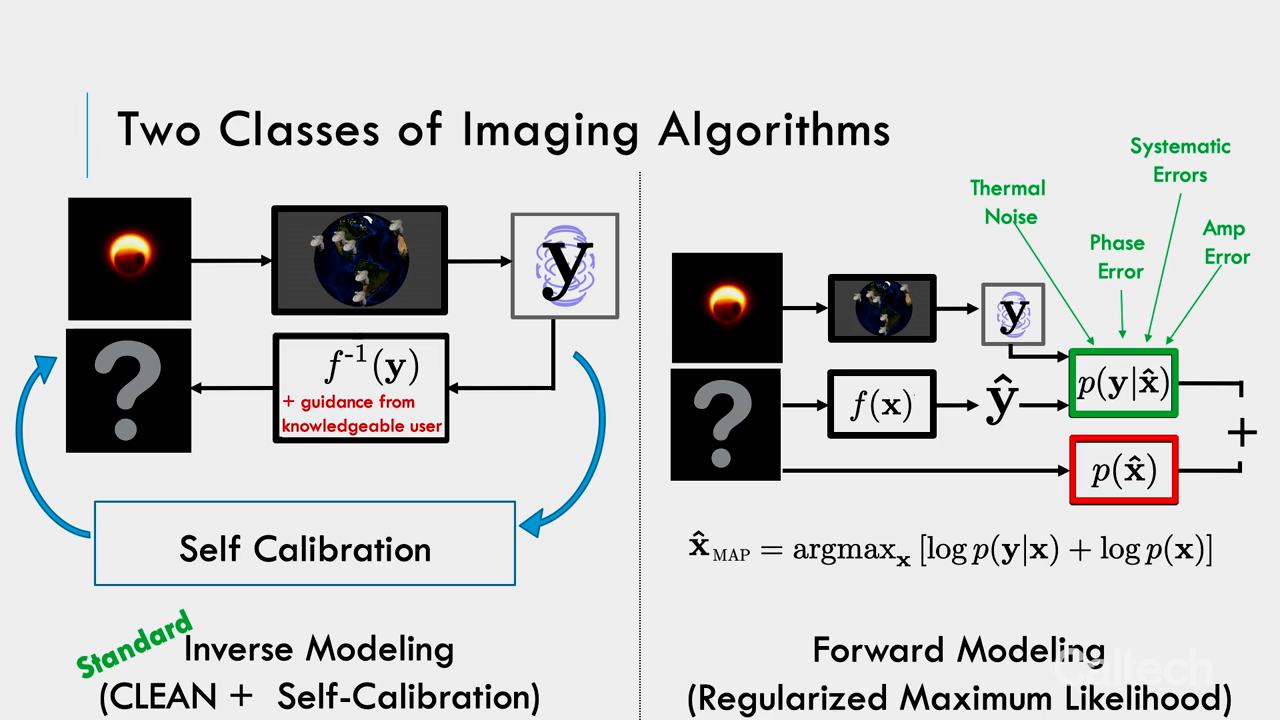 Two Classes of Imaging Algorithms
y
f⁻¹(y)
+ guidance from
knowledgeable user
Self Calibration
Standard
Inverse Modeling
(CLEAN + Self-Calibration)
Systematic
Errors
Thermal
Noise
Phase
Error
Amp
Error
y
f(x)
ŷ
p(y|x̂)
+
p(x̂)
x̂ MAP = argmaxₓ [log p(y|x) + log p(x)]
Forward Modeling
(Regularized Maximum Likelihood)
Caltech
?
?